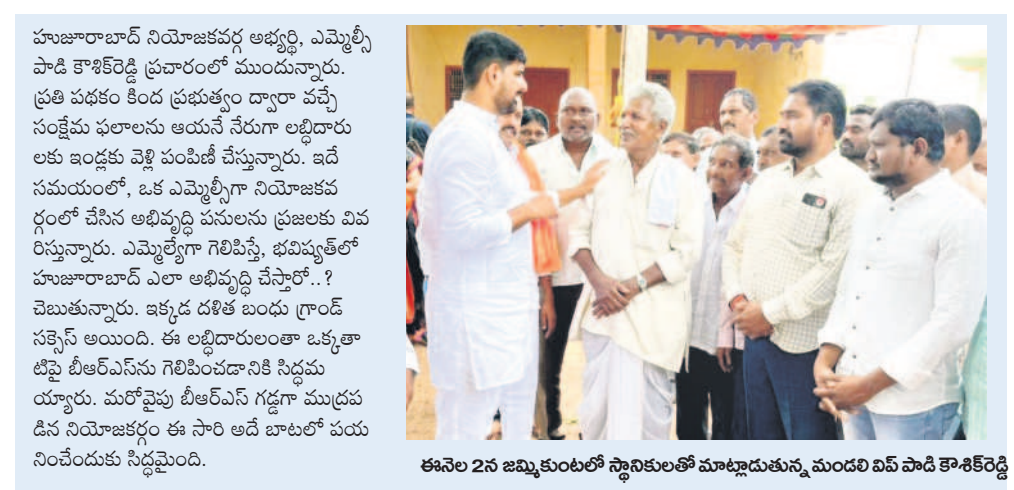 హుజూరాబాద్ నియోజకవర్గ అభ్యర్థి, ఎమ్మెల్సీ
పాడి కౌశిక్‌రెడ్డి ప్రచారంలో ముందున్నారు.
ప్రతి పథకం కింద ప్రభుత్వం ద్వారా వచ్చే
సంక్షేమ ఫలాలను ఆయనే నేరుగా లబ్ధిదారు
లకు ఇండ్లకు వెళ్లి పంపిణీ చేస్తున్నారు. ఇదే
సమయంలో, ఒక ఎమ్మెల్సీగా నియోజకవ
ర్గంలో చేసిన అభివృద్ధి పనులను ప్రజలకు వివ
రిస్తున్నారు. ఎమ్మెల్యేగా గెలిపిస్తే, భవిష్యత్‌లో
హుజూరాబాద్ ఎలా అభివృద్ధి చేస్తారో..?
చెబుతున్నారు. ఇక్కడ దళిత బంధు గ్రాండ్
సక్సెస్ అయింది. ఈ లబ్ధిదారులంతా ఒక్కతా
టిపై బీఆర్ఎస్‌ను గెలిపించడానికి సిద్ధమ
య్యారు. మరోవైపు బీఆర్ఎస్ గడ్డగా ముద్రప
డిన నియోజకర్గం ఈ సారి అదే బాటలో పయ
నించేందుకు సిద్ధమైంది.
ఈనెల 2న జమ్మికుంటలో స్థానికులతో మాట్లాడుతున్న మండలి విప్ పాడి కౌశిక్‌రెడ్డి